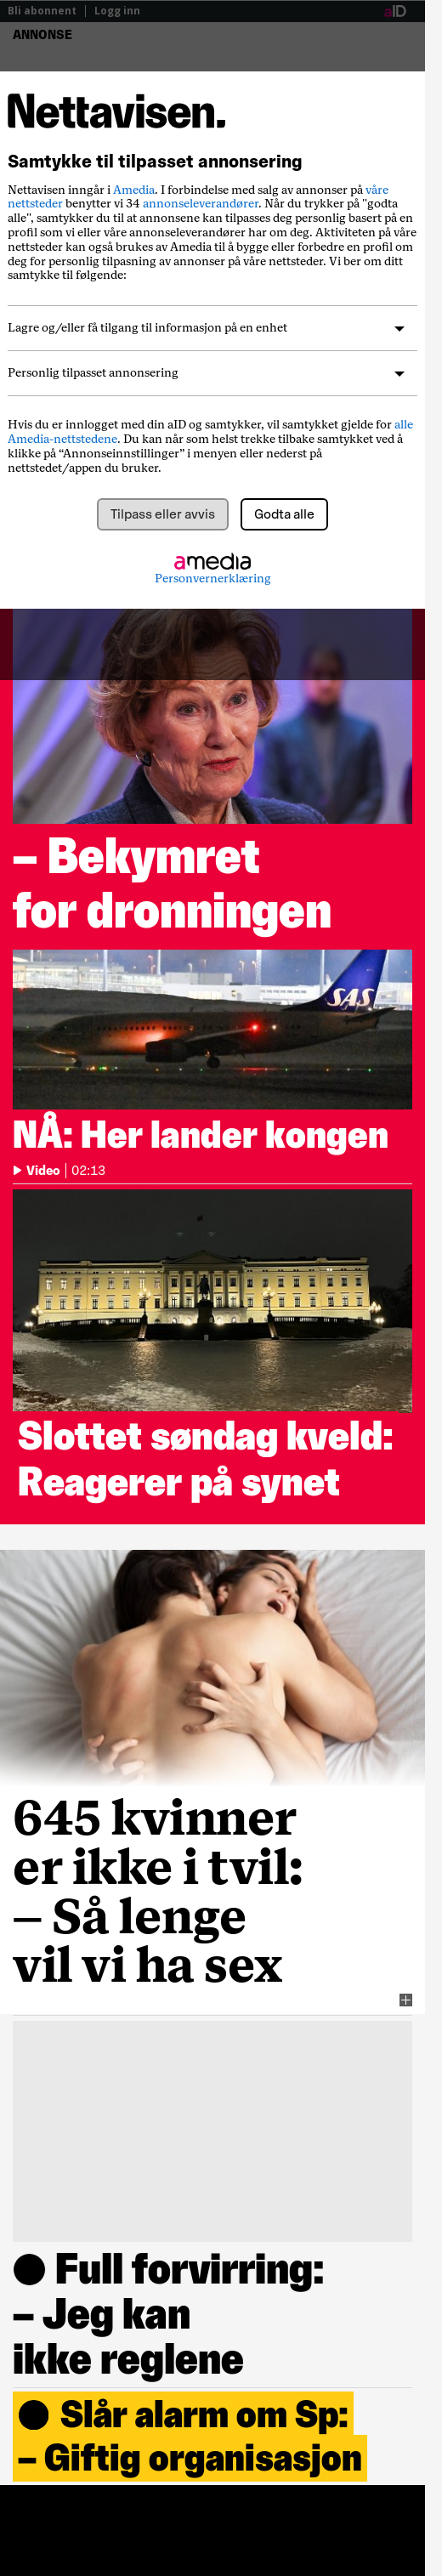 Bli abonnent | Logg inn
aID
ANNONSE
Nettavisen.
Samtykke til tilpasset annonsering
Nettavisen inngår i Amedia. I forbindelse med salg av annonser på våre
nettsteder benytter vi 34 annonseleverandører. Når du trykker på "godta
alle", samtykker du til at annonsene kan tilpasses deg personlig basert på en
profil som vi eller våre annonseleverandører har om deg. Aktiviteten på våre
nettsteder kan også brukes av Amedia til å bygge eller forbedre en profil om
deg for personlig tilpasning av annonser på våre nettsteder. Vi ber om ditt
samtykke til følgende:
Lagre og/eller få tilgang til informasjon på en enhet
Personlig tilpasset annonsering
Hvis du er innlogget med din aID og samtykker, vil samtykket gjelde for alle
Amedia-nettstedene. Du kan når som helst trekke tilbake samtykket ved å
klikke på “Annonseinnstillinger” i menyen eller nederst på
nettstedet/appen du bruker.
Tilpass eller avvis
Godta alle
amedia
Personvernerklæring
– Bekymret
for dronningen
SAS
NÅ: Her lander kongen
Video | 02:13
Slottet søndag kveld:
Reagerer på synet
645 kvinner
er ikke i tvil:
– Så lenge
vil vi ha sex
● Full forvirring:
– Jeg kan
ikke reglene
● Slår alarm om Sp:
– Giftig organisasjon